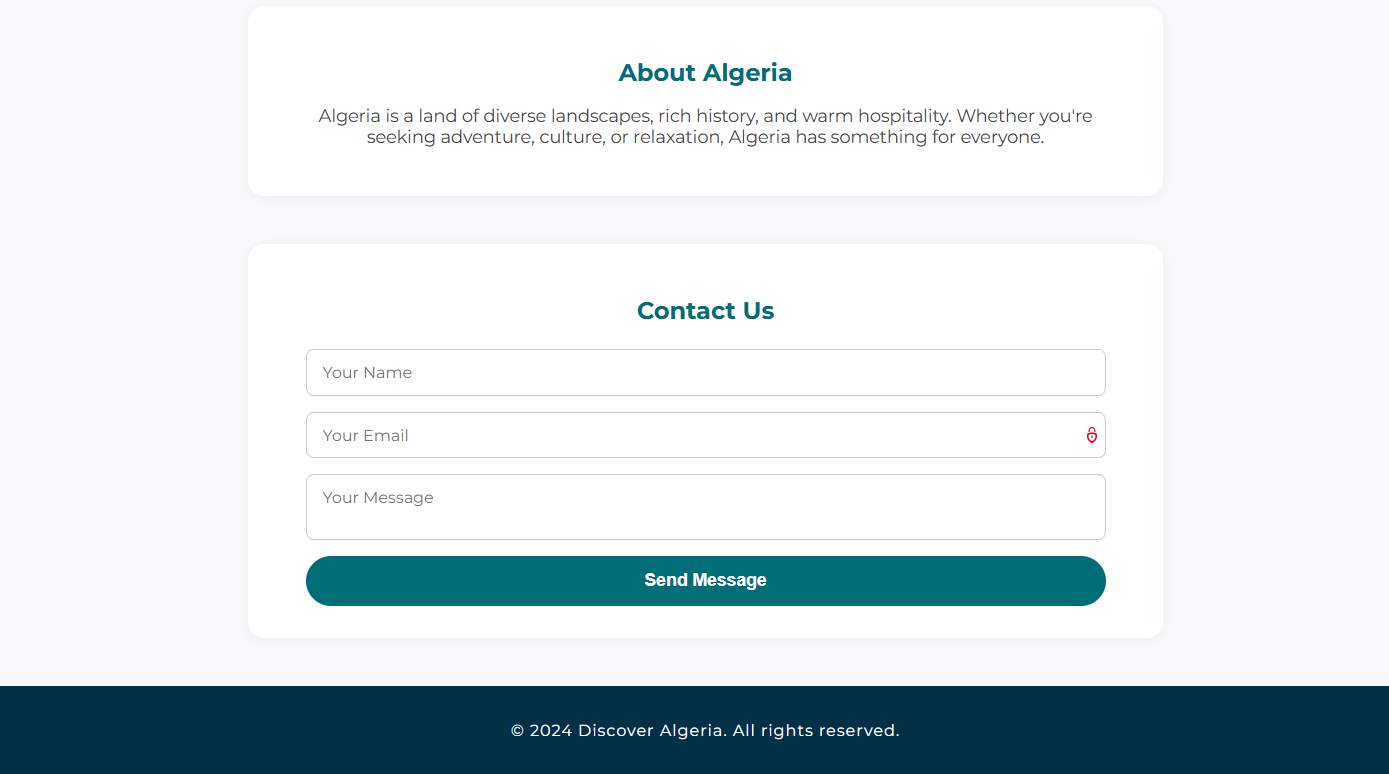 About Algeria
Algeria is a land of diverse landscapes, rich history, and warm hospitality. Whether you're
seeking adventure, culture, or relaxation, Algeria has something for everyone.
Contact Us
Your Name
Your Email
Your Message
Send Message
© 2024 Discover Algeria. All rights reserved.